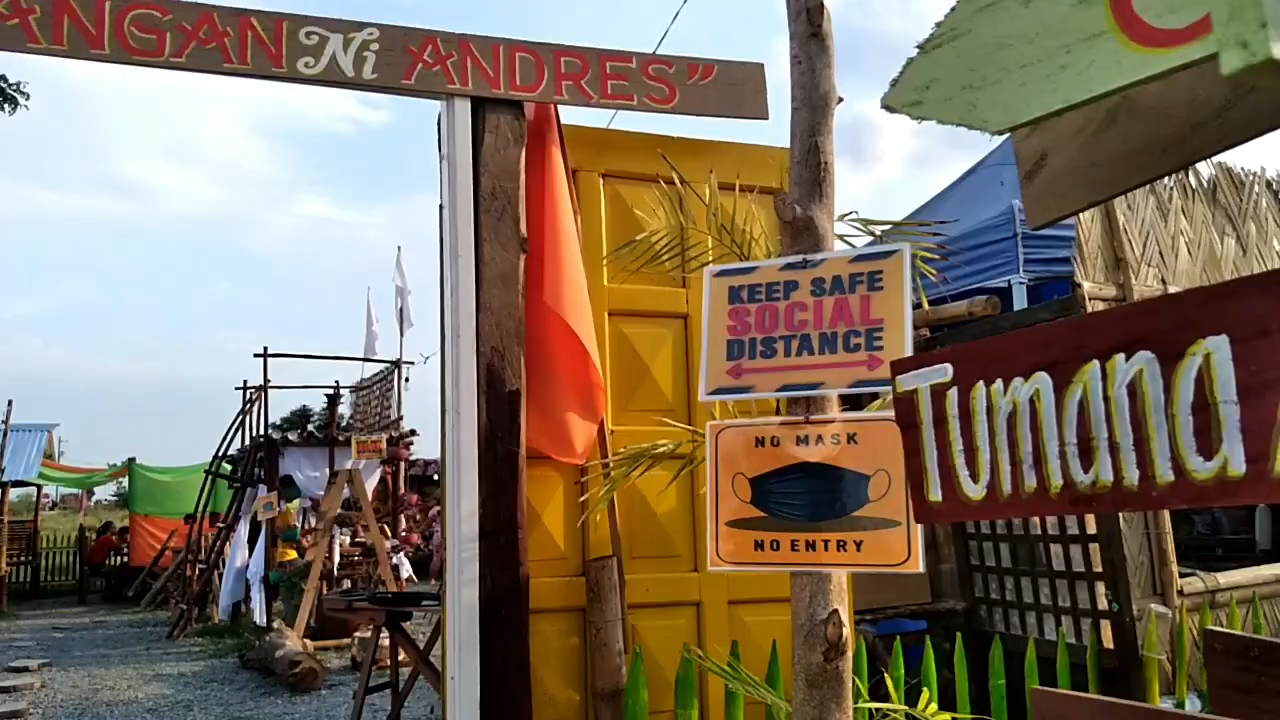 ANGAN Ni ANDRES"
KEEP SAFE
SOCIAL
DISTANCE
NO MASK
NO ENTRY
Tumana